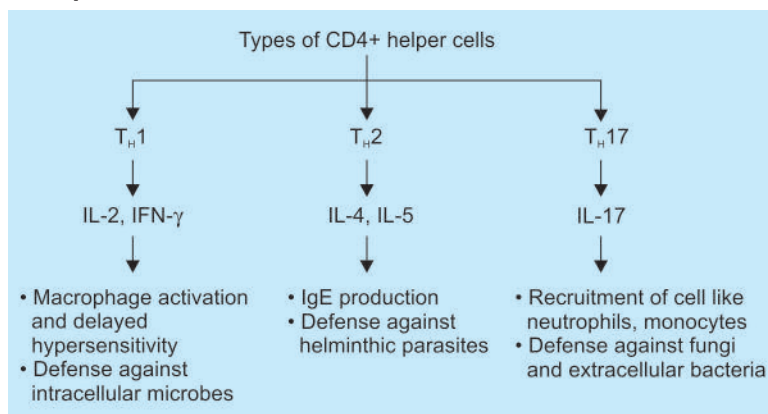 Types of CD4+ helper cells
TH1
TH2
TH17
IL-2, IFN-γ
IL-4, IL-5
IL-17
• Macrophage activation
and delayed
hypersensitivity
• Defense against
intracellular microbes
• IgE production
• Defense against
helminthic parasites
• Recruitment of cell like
neutrophils, monocytes
• Defense against fungi
and extracellular bacteria